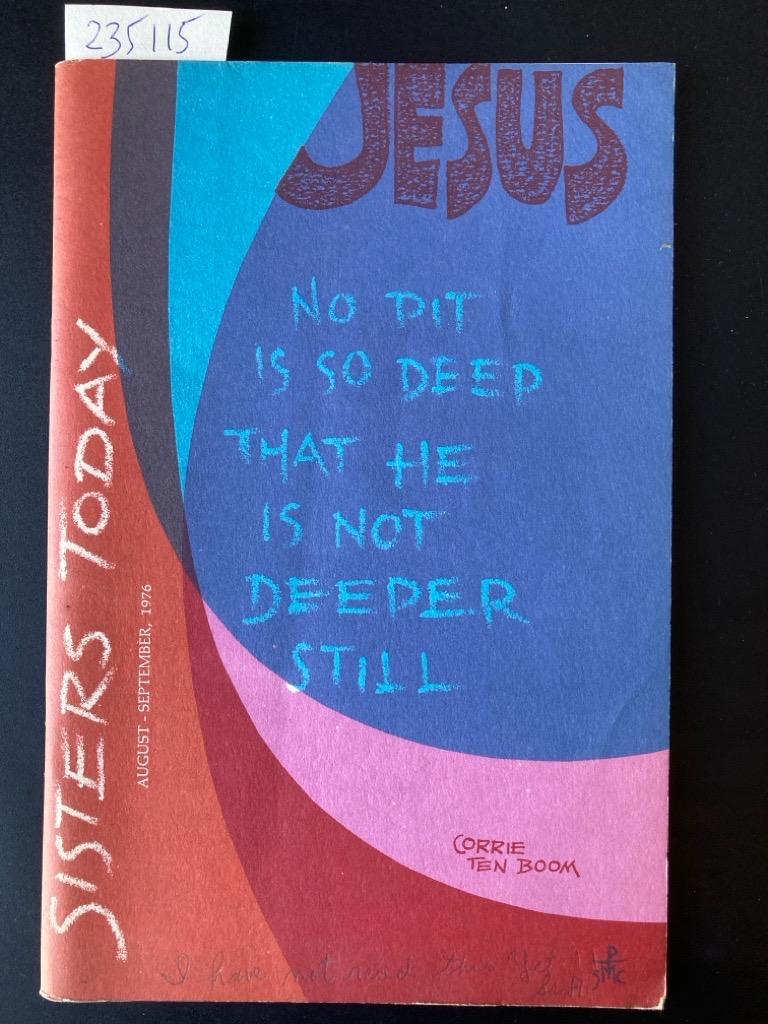 235115
JESUS
NO PIT
IS SO DEEP
THAT HE
IS NOT
DEEPER
STILL
SISTERS TODAY
AUGUST - SEPTEMBER, 1976
CORRIE
TEN BOOM
I have not read this yet